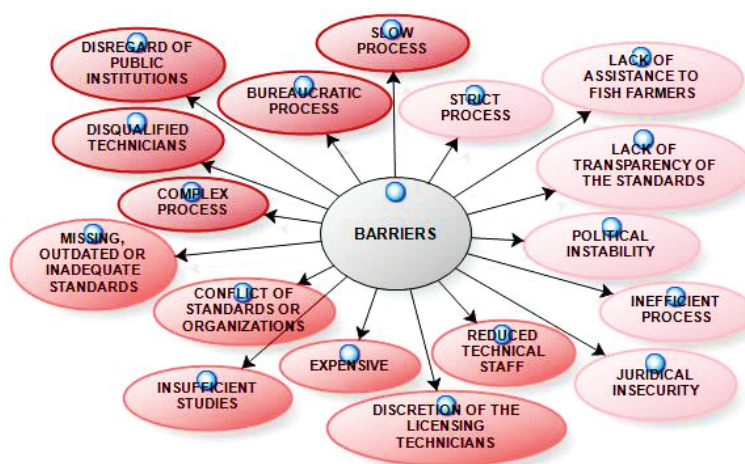 SLOW
PROCESS
DISREGARD OF
PUBLIC
INSTITUTIONS
BUREAUCRATIC
PROCESS
STRICT
PROCESS
LACK OF
ASSISTANCE TO
FISH FARMERS
DISQUALIFIED
TECHNICIANS
LACK OF
TRANSPARENCY OF
THE STANDARDS
COMPLEX
PROCESS
BARRIERS
POLITICAL
INSTABILITY
MISSING,
OUTDATED OR
INADEQUATE
STANDARDS
CONFLICT OF
STANDARDS OR
ORGANIZATIONS
INEFFICIENT
PROCESS
REDUCED
TECHNICAL
STAFF
EXPENSIVE
JURIDICAL
INSECURITY
INSUFFICIENT
STUDIES
DISCRETION OF THE
LICENSING
TECHNICIANS